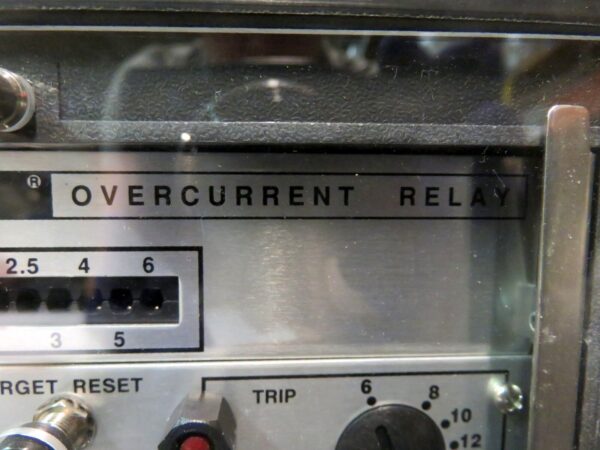 ® OVERCURRENT RELAY
2.5 4 6
3 5
RGET RESET
TRIP
6
8
10
12